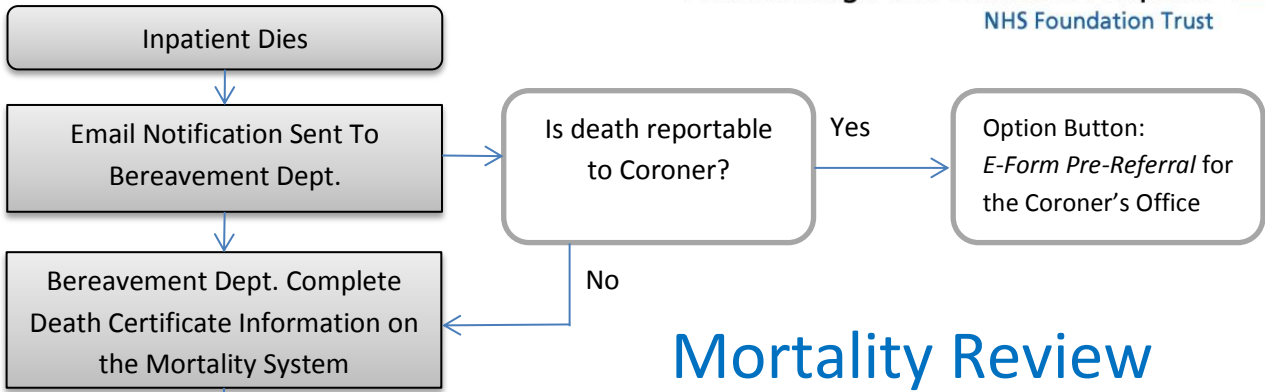 NHS Foundation Trust
Inpatient Dies
Email Notification Sent To
Bereavement Dept.
Is death reportable
to Coroner?
Yes
Option Button:
E-Form Pre-Referral for
the Coroner's Office
No
Bereavement Dept. Complete
Death Certificate Information on
the Mortality System
Mortality Review